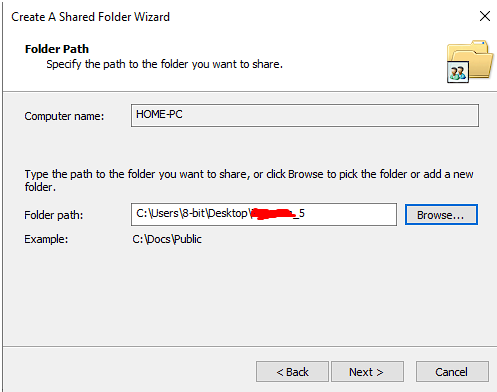 Create A Shared Folder Wizard
Folder Path
Specify the path to the folder you want to share.
Computer name: HOME-PC
Type the path to the folder you want to share, or click Browse to pick the folder or add a new
folder.
Folder path: C:\Users\8-bit\Desktop\ _5 Browse...
Example: C:\Docs\Public
< Back Next > Cancel